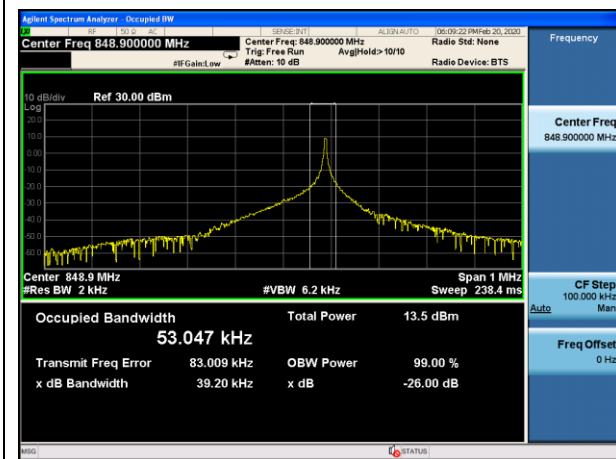 Agilent Spectrum Analyzer - Occupied BW
LXI RF 50 Ω AC SENSE:INT ALIGN AUTO 06:09:22 PM Feb 20, 2020
Center Freq 848.900000 MHz Center Freq: 848.900000 MHz Radio Std: None Frequency
Trig: Free Run Avg|Hold:> 10/10
#IFGain:Low #Atten: 10 dB Radio Device: BTS
10 dB/div Ref 30.00 dBm
Log
20.0
10.0
0.00
-10.0
-20.0
-30.0
-40.0
-50.0
-60.0
Center Freq
848.900000 MHz
Center 848.9 MHz Span 1 MHz
#Res BW 2 kHz #VBW 6.2 kHz Sweep 238.4 ms
CF Step
100.000 kHz
Auto Man
Occupied Bandwidth Total Power 13.5 dBm
53.047 kHz
Transmit Freq Error 83.009 kHz OBW Power 99.00 %
x dB Bandwidth 39.20 kHz x dB -26.00 dB
Freq Offset
0 Hz
MSG STATUS